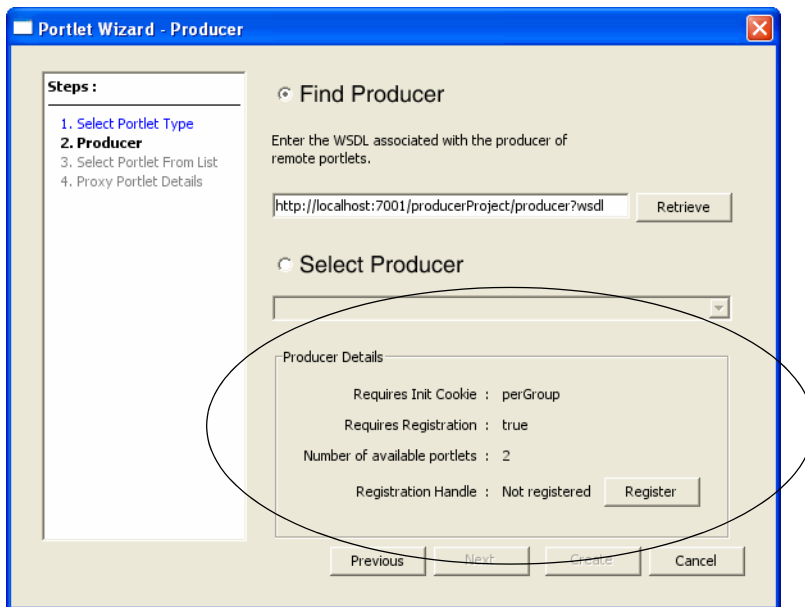 Portlet Wizard - Producer
Steps :
1. Select Portlet Type
2. Producer
3. Select Portlet From List
4. Proxy Portlet Details
Find Producer
Enter the WSDL associated with the producer of
remote portlets.
http://localhost:7001/producerProject/producer?wsdl
Retrieve
Select Producer
Producer Details
Requires Init Cookie : perGroup
Requires Registration : true
Number of available portlets : 2
Registration Handle : Not registered Register
Previous Next Create Cancel